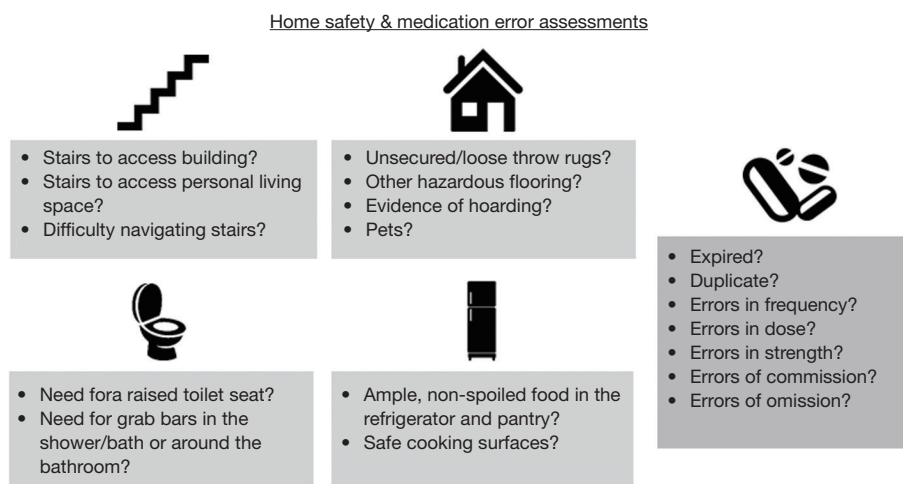 Home safety & medication error assessments
• Stairs to access building?
• Stairs to access personal living
space?
• Difficulty navigating stairs?
• Unsecured/loose throw rugs?
• Other hazardous flooring?
• Evidence of hoarding?
• Pets?
• Need fora raised toilet seat?
• Need for grab bars in the
shower/bath or around the
bathroom?
• Ample, non-spoiled food in the
refrigerator and pantry?
• Safe cooking surfaces?
• Expired?
• Duplicate?
• Errors in frequency?
• Errors in dose?
• Errors in strength?
• Errors of commission?
• Errors of omission?